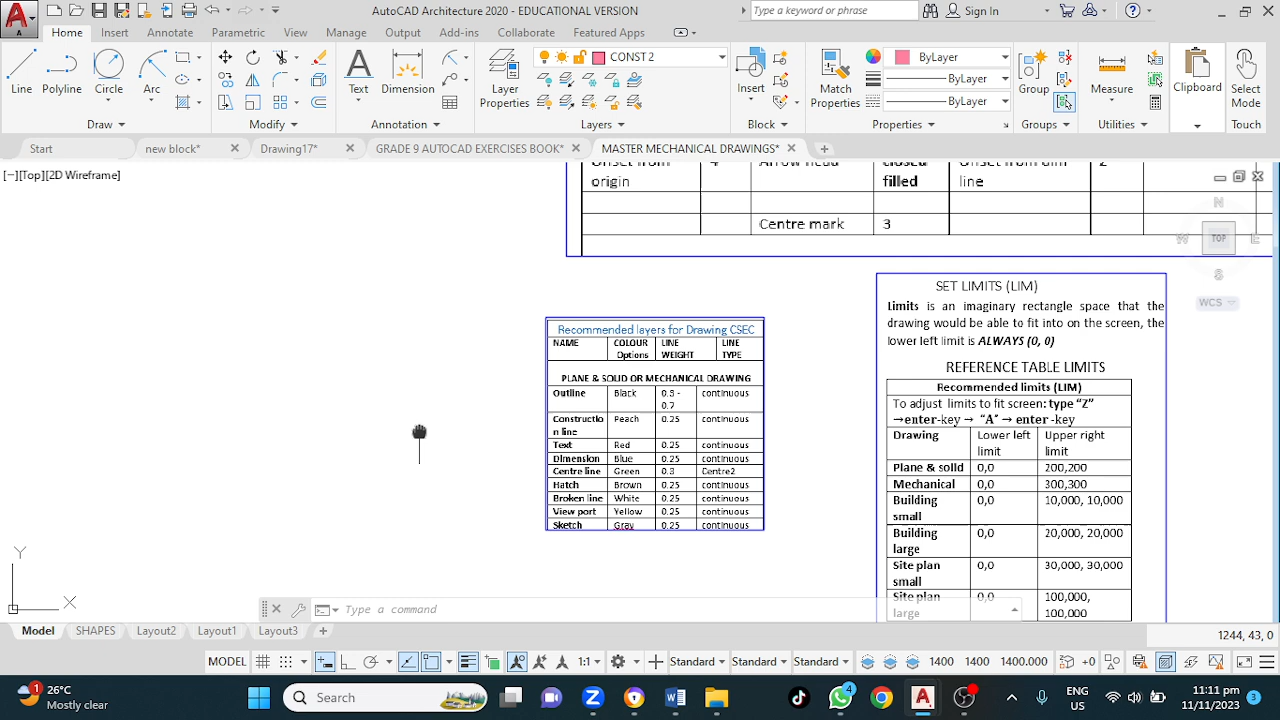 AutoCAD Architecture 2020 - EDUCATIONAL VERSION
Type a keyword or phrase
Sign In
Home Insert Annotate Parametric View Manage Output Add-ins Collaborate Featured Apps
Line Polyline Circle Arc
Text Dimension
Layer Properties
CONST 2
Insert
Match Properties
ByLayer
ByLayer
ByLayer
Group
Measure
Clipboard
Select Mode
Draw Modify Annotation Layers Block Properties Groups Utilities Touch
Start new block* Drawing17* GRADE 9 AUTOCAD EXERCISES BOOK* MASTER MECHANICAL DRAWINGS*
[−][Top][2D Wireframe]
origin filled line
Centre mark 3
N
W TOP E
S
WCS
Recommended layers for Drawing CSEC
NAME COLOUR Options LINE WEIGHT LINE TYPE
PLANE & SOLID OR MECHANICAL DRAWING
Outline Black 0.3 - 0.7 continuous
Constructio n line Peach 0.25 continuous
Text Red 0.25 continuous
Dimension Blue 0.25 continuous
Centre line Green 0.3 Centre2
Hatch Brown 0.25 continuous
Broken line White 0.25 continuous
View port Yellow 0.25 continuous
Sketch Gray 0.25 continuous
SET LIMITS (LIM)
Limits is an imaginary rectangle space that the
drawing would be able to fit into on the screen, the
lower left limit is ALWAYS (0, 0)
REFERENCE TABLE LIMITS
Recommended limits (LIM)
To adjust limits to fit screen: type “Z”
→enter-key → “A” → enter -key
Drawing Lower left limit Upper right limit
Plane & solid 0,0 200,200
Mechanical 0,0 300,300
Building small 0,0 10,000, 10,000
Building large 0,0 20,000, 20,000
Site plan small 0,0 30,000, 30,000
Site plan large 0,0 100,000, 100,000
Y
X
Type a command
Model SHAPES Layout2 Layout1 Layout3
1244, 43, 0
MODEL 1:1 Standard Standard Standard 1400 1400 1400.000 +0
1 26°C
Mostly clear
Search
4
ENG
US
11:11 pm
11/11/2023
3